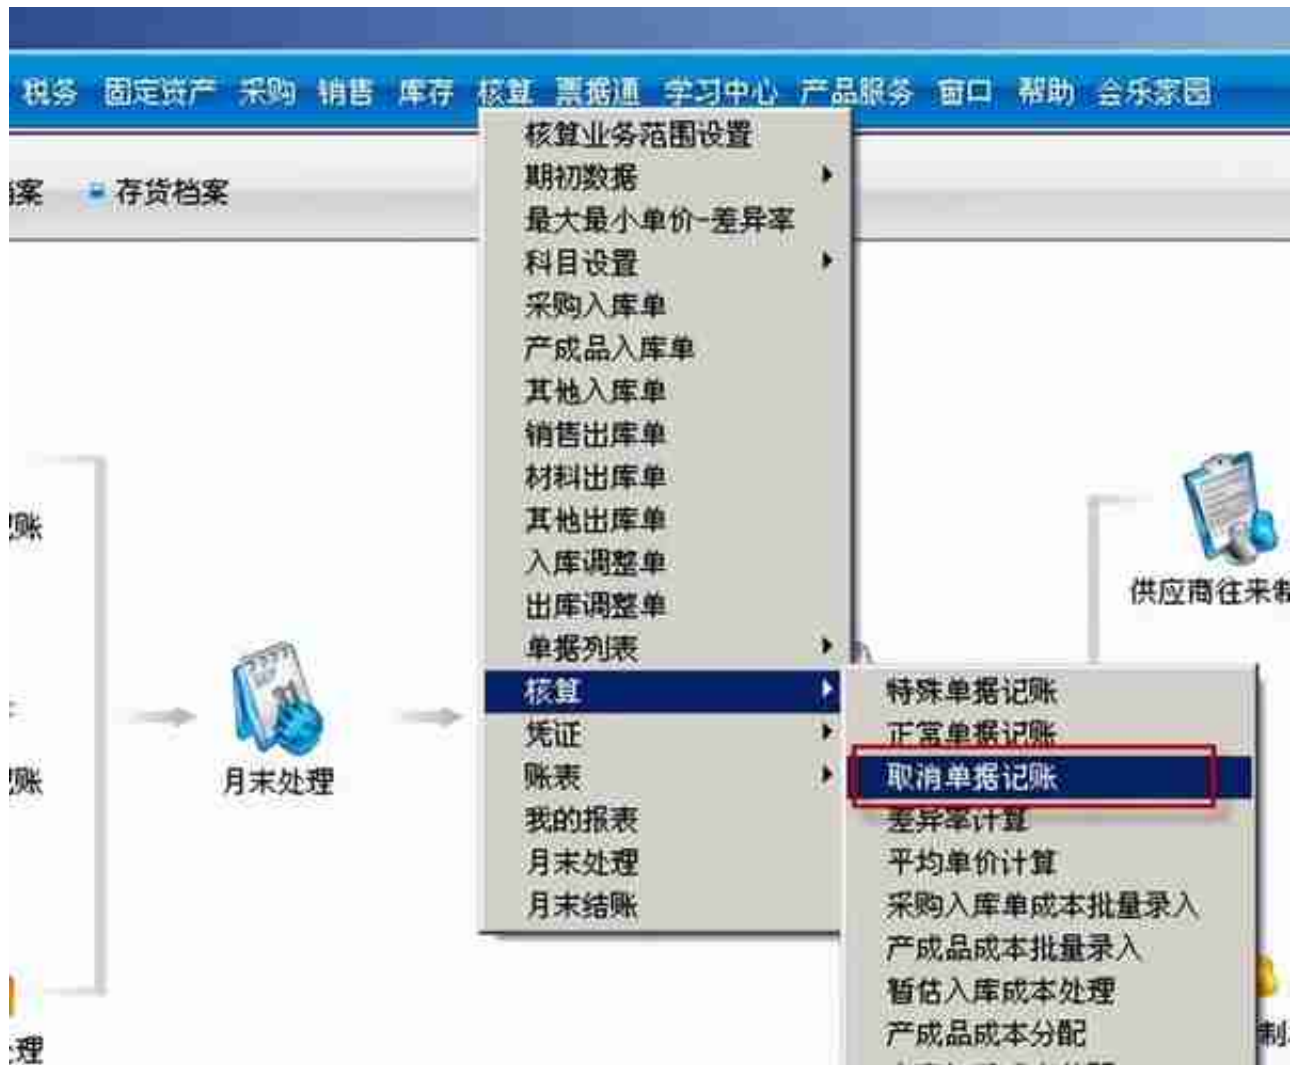 税务 固定资产 采购 销售 库存 核算 票据通 学习中心 产品服务 窗口 帮助 会乐家园
案 存货档案
核算业务范围设置
期初数据
最大最小单价-差异率
科目设置
采购入库单
产成品入库单
其他入库单
销售出库单
材料出库单
其他出库单
入库调整单
出库调整单
单据列表
核算
凭证
账表
我的报表
月末处理
月末结账
特殊单据记账
正常单据记账
取消单据记账
差异率计算
平均单价计算
采购入库单成本批量录入
产成品成本批量录入
暂估入库成本处理
产成品成本分配
账
月末处理
账
理
供应商往来制
制